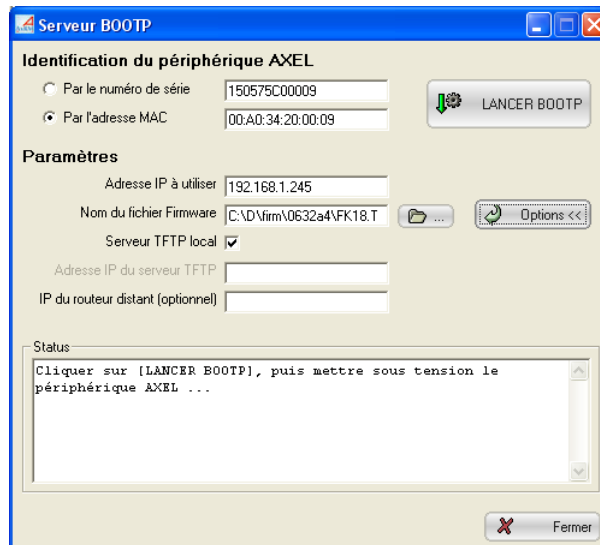 Serveur BOOTP
Identification du périphérique AXEL
Par le numéro de série 150575C00009
Par l'adresse MAC 00:A0:34:20:00:09
LANCER BOOTP
Paramètres
Adresse IP à utiliser 192.168.1.245
Nom du fichier Firmware C:\D\firm\0632a4\FK18.T ... Options <<
Serveur TFTP local
Adresse IP du serveur TFTP
IP du routeur distant (optionnel)
Status
Cliquer sur [LANCER BOOTP], puis mettre sous tension le
périphérique AXEL ...
Fermer